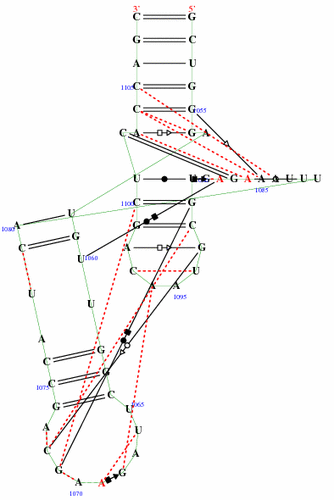 3' 5'
C G
G C
A U
1105 C G
C G 1055
C A G A
U G A G A A U U U
1085
1100 C G
A U G C
1080
C G A G
U 1060
C U
A A
1095
U U
A
C G
C G
1075
G C
U 1065
A U
C A
G G
A A
1070